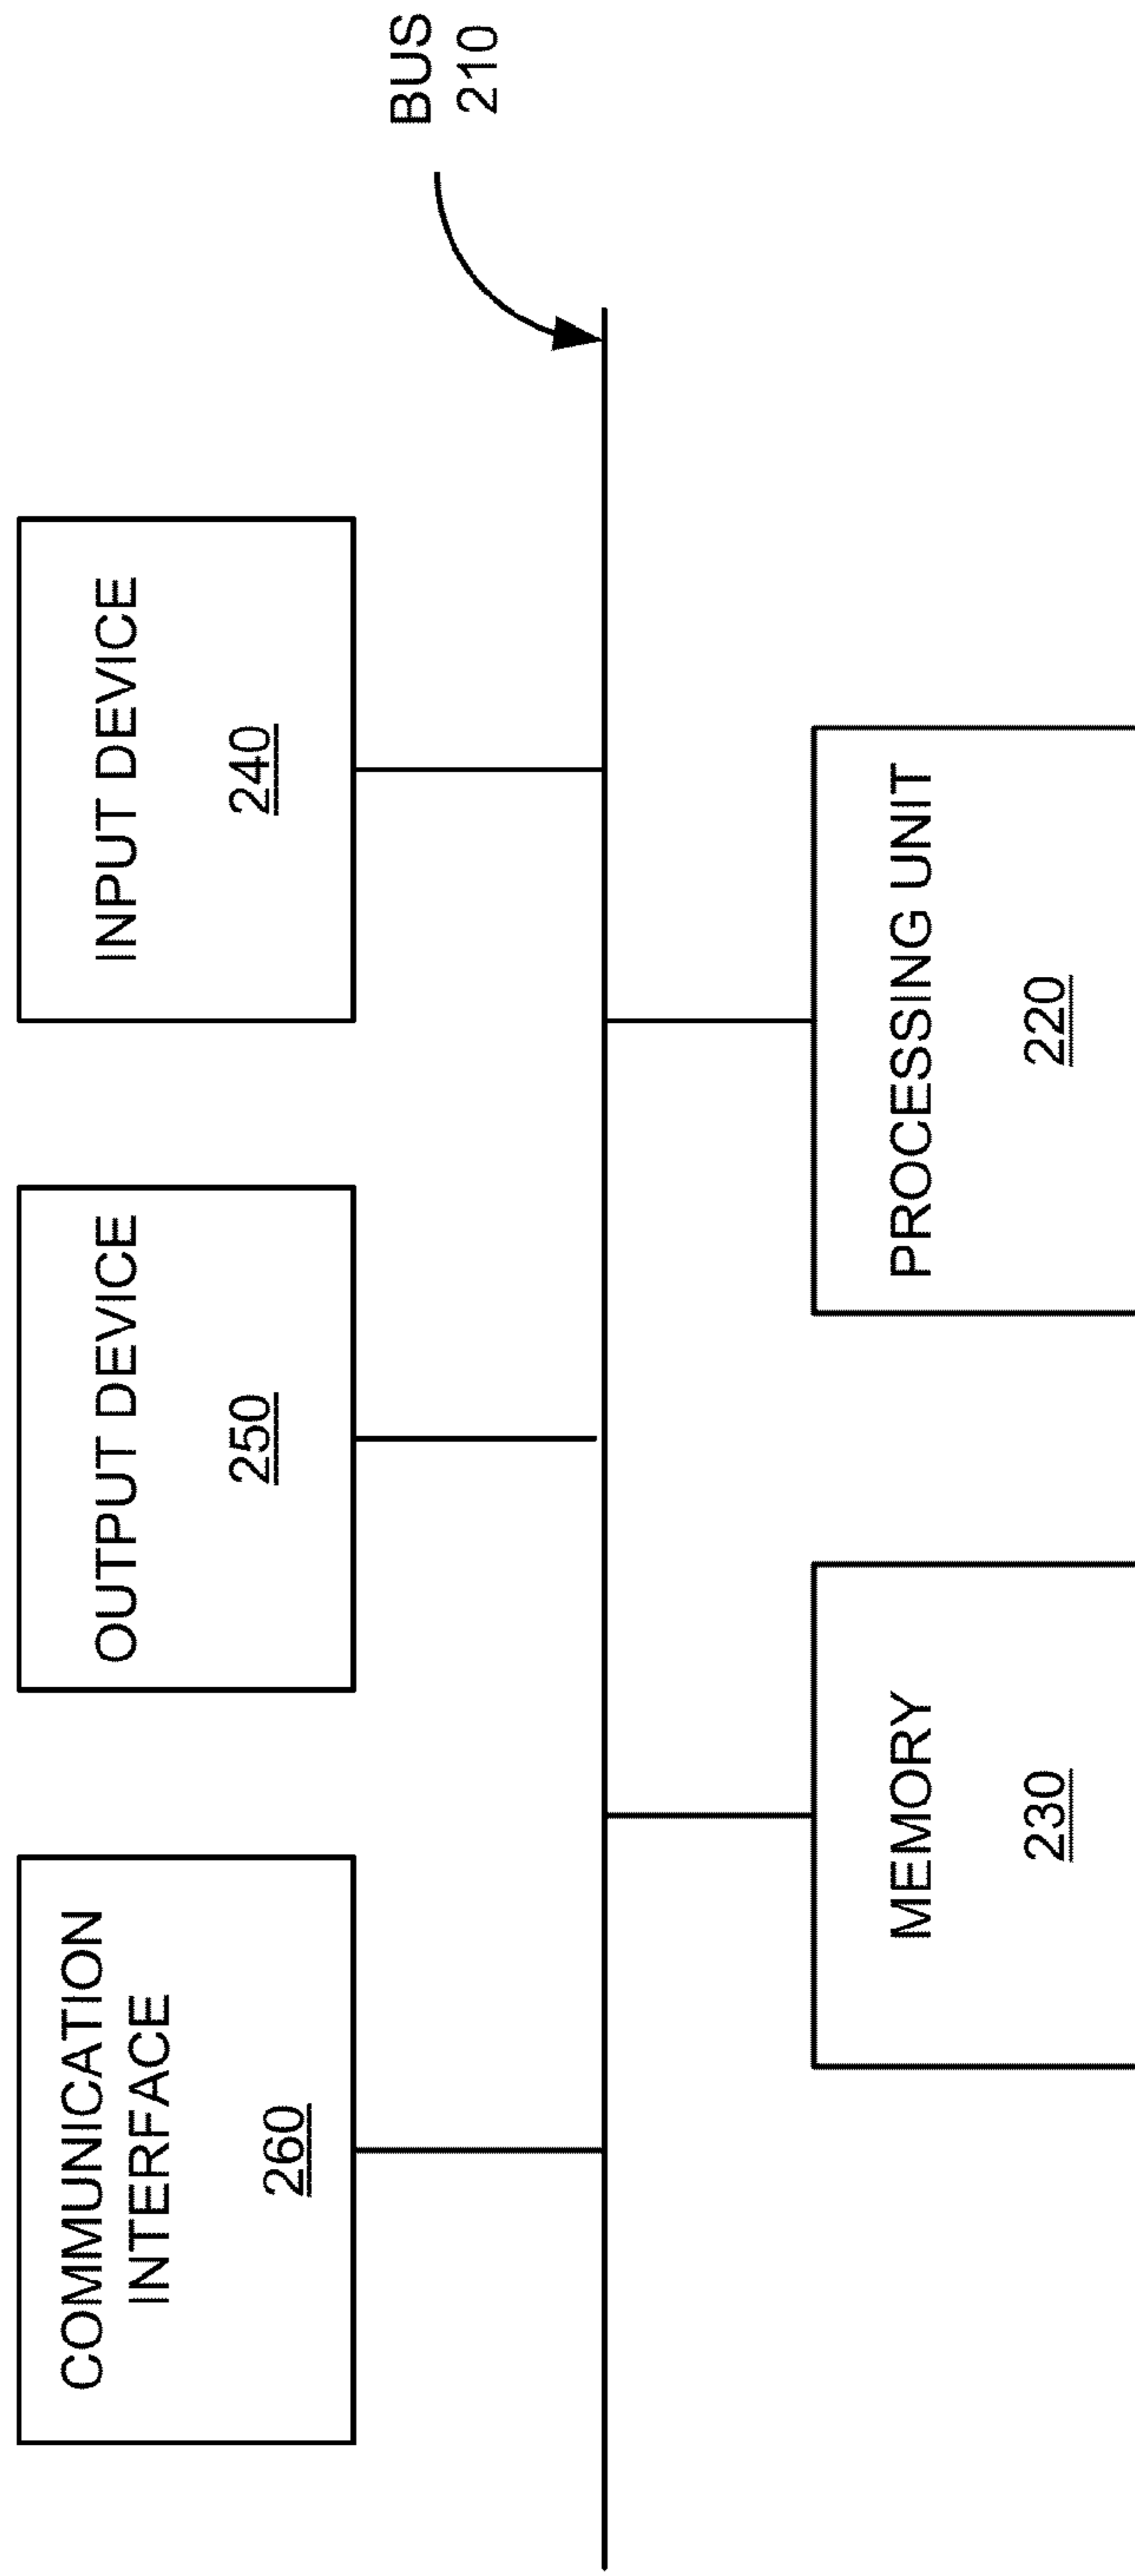 COMMUNICATION
INTERFACE
260
OUTPUT DEVICE
250
INPUT DEVICE
240
BUS
210
MEMORY
230
PROCESSING UNIT
220